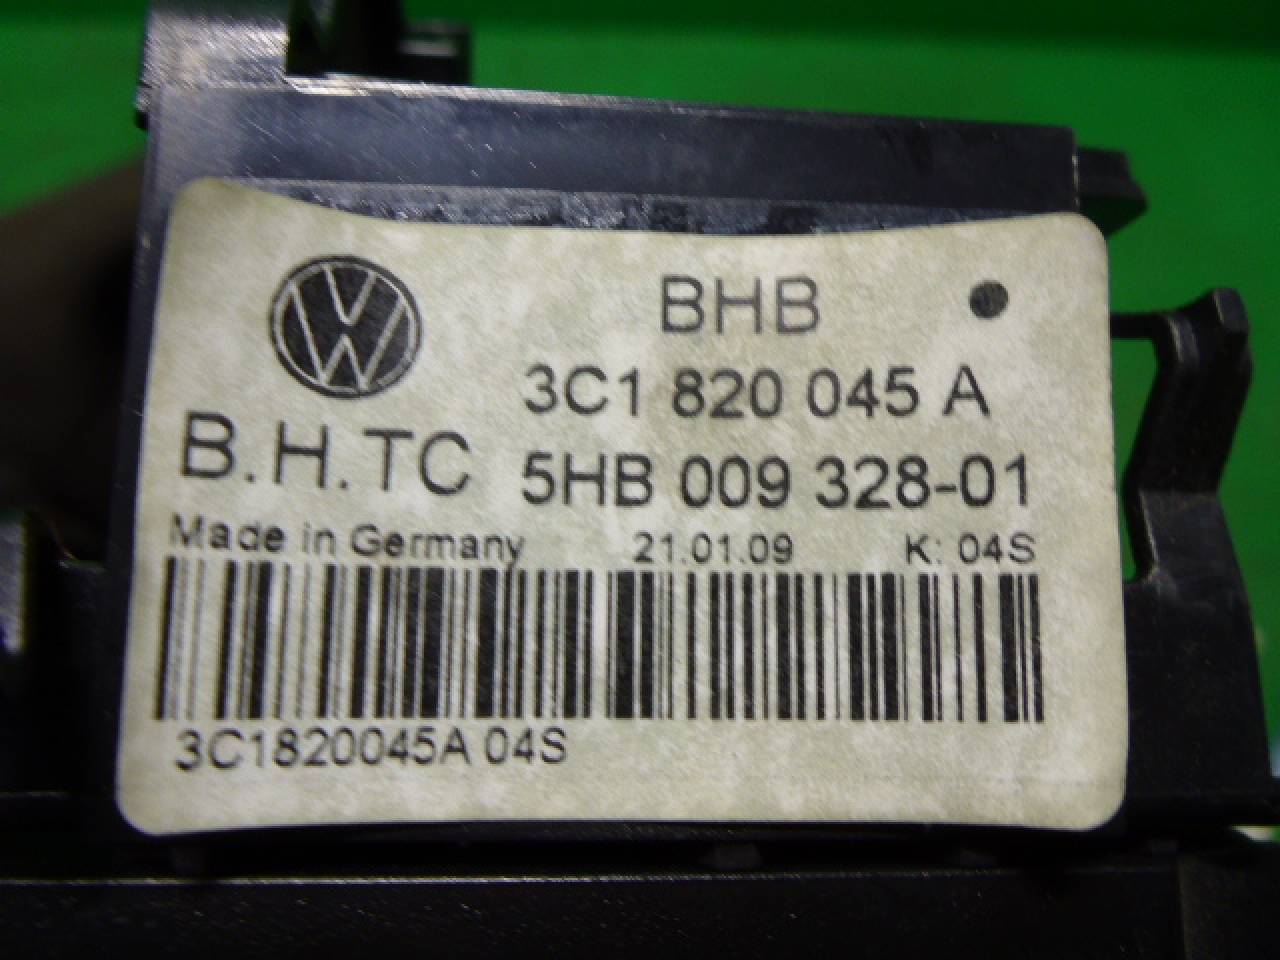 BHB
3C1 820 045 A
B.H.TC 5HB 009 328-01
Made in Germany 21.01.09 K: 04S
3C1820045A 04S